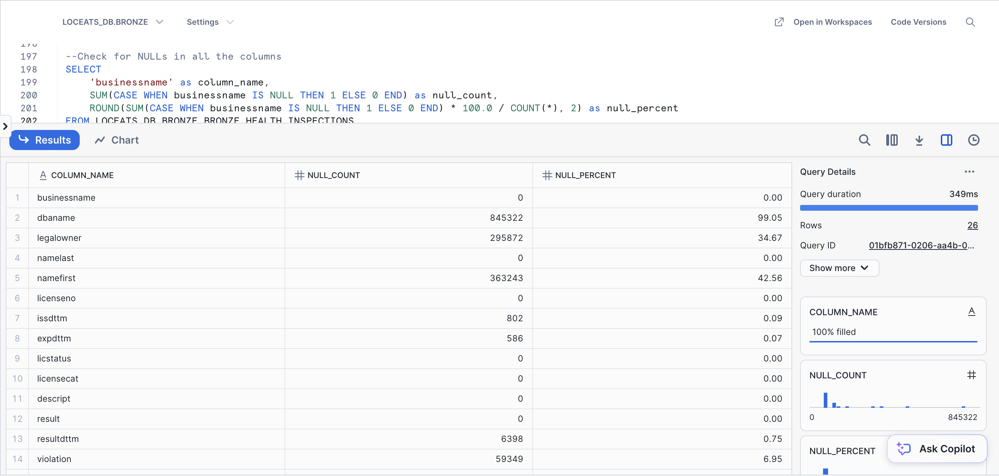 LOCEATS_DB.BRONZE Settings Open in Workspaces Code Versions
196
197 --Check for NULLs in all the columns
198 SELECT
199 'businessname' as column_name,
200 SUM(CASE WHEN businessname IS NULL THEN 1 ELSE 0 END) as null_count,
201 ROUND(SUM(CASE WHEN businessname IS NULL THEN 1 ELSE 0 END) * 100.0 / COUNT(*), 2) as null_percent
202 FROM LOCEATS_DB.BRONZE.BRONZE_HEALTH_INSPECTIONS
Results Chart
COLUMN_NAME NULL_COUNT NULL_PERCENT
1 businessname 0 0.00
2 dbaname 845322 99.05
3 legalowner 295872 34.67
4 namelast 0 0.00
5 namefirst 363243 42.56
6 licenseno 0 0.00
7 issdttm 802 0.09
8 expdttm 586 0.07
9 licstatus 0 0.00
10 licensecat 0 0.00
11 descript 0 0.00
12 result 0 0.00
13 resultdttm 6398 0.75
14 violation 59349 6.95
Query Details
Query duration 349ms
Rows 26
Query ID 01bfb871-0206-aa4b-0...
Show more
COLUMN_NAME
100% filled
NULL_COUNT
0 845322
NULL_PERCENT
Ask Copilot